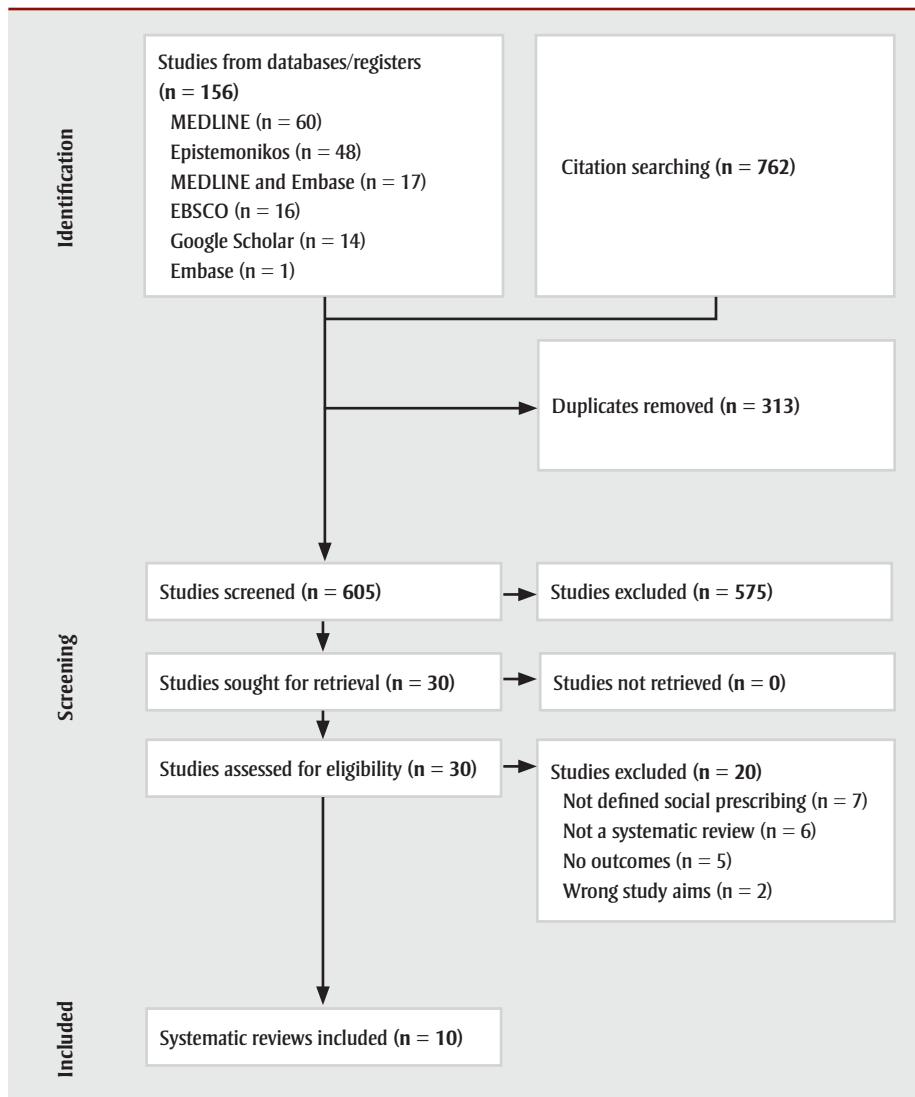 Identification
Studies from databases/registers
(n = 156)
MEDLINE (n = 60)
Epistemonikos (n = 48)
MEDLINE and Embase (n = 17)
EBSCO (n = 16)
Google Scholar (n = 14)
Embase (n = 1)
Citation searching (n = 762)
Duplicates removed (n = 313)
Screening
Studies screened (n = 605)
Studies excluded (n = 575)
Studies sought for retrieval (n = 30)
Studies not retrieved (n = 0)
Studies assessed for eligibility (n = 30)
Studies excluded (n = 20)
Not defined social prescribing (n = 7)
Not a systematic review (n = 6)
No outcomes (n = 5)
Wrong study aims (n = 2)
Included
Systematic reviews included (n = 10)